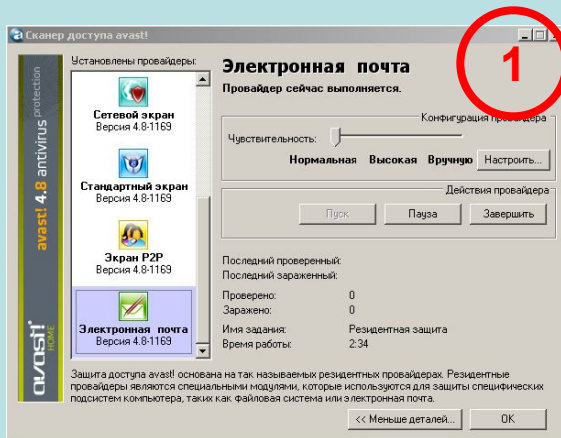 Сканер доступа avast!
1
avast! 4.8 antivirus protection
avast! HOME
Установлены провайдеры:
Сетевой экран
Версия 4.8-1169
Стандартный экран
Версия 4.8-1169
Экран P2P
Версия 4.8-1169
Электронная почта
Версия 4.8-1169
Электронная почта
Провайдер сейчас выполняется.
Конфигурация провайдера
Чувствительность:
Нормальная Высокая Вручную Настроить...
Действия провайдера
Пуск Пауза Завершить
Последний проверенный:
Последний зараженный:
Проверено: 0
Заражено: 0
Имя задания: Резидентная защита
Время работы: 2:34
Защита доступа avast! основана на так называемых резидентных провайдерах. Резидентные
провайдеры являются специальными модулями, которые используются для защиты специфических
подсистем компьютера, таких как файловая система или электронная почта.
<< Меньше деталей... OK